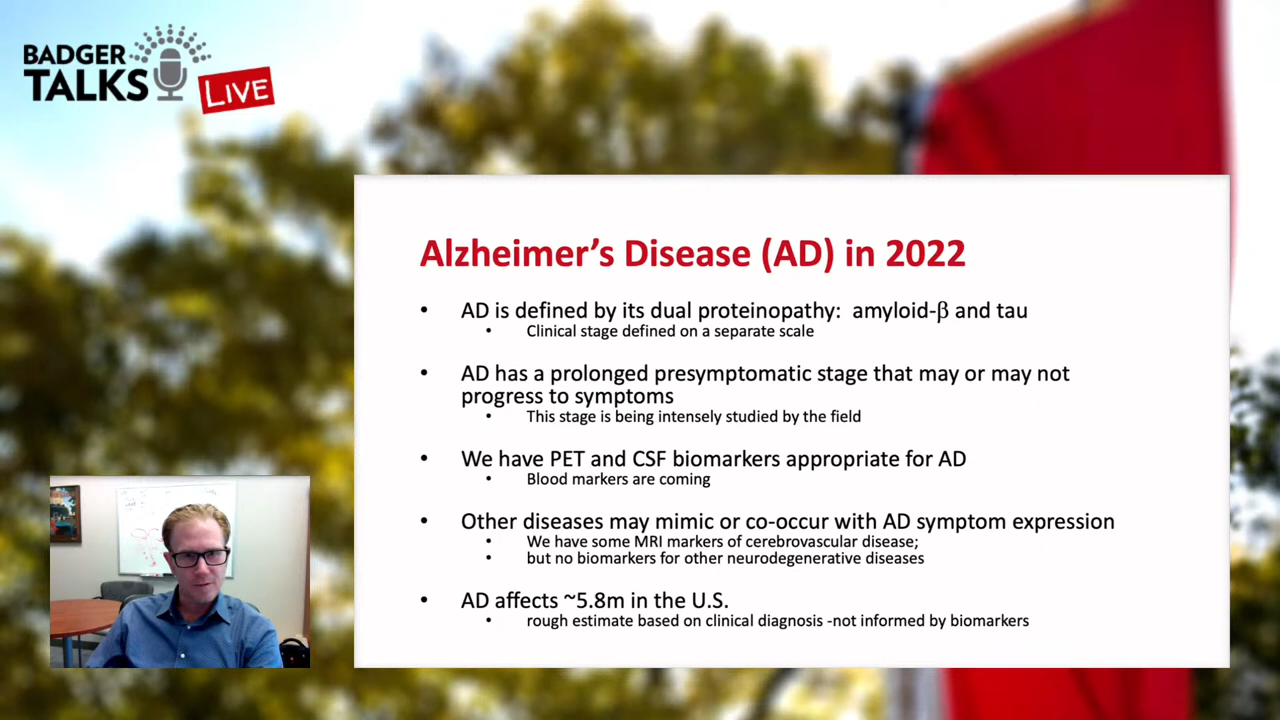 BADGER
TALKS
LIVE
Alzheimer’s Disease (AD) in 2022
• AD is defined by its dual proteinopathy: amyloid-β and tau
• Clinical stage defined on a separate scale
• AD has a prolonged presymptomatic stage that may or may not
progress to symptoms
• This stage is being intensely studied by the field
• We have PET and CSF biomarkers appropriate for AD
• Blood markers are coming
• Other diseases may mimic or co-occur with AD symptom expression
• We have some MRI markers of cerebrovascular disease;
• but no biomarkers for other neurodegenerative diseases
• AD affects ~5.8m in the U.S.
• rough estimate based on clinical diagnosis -not informed by biomarkers